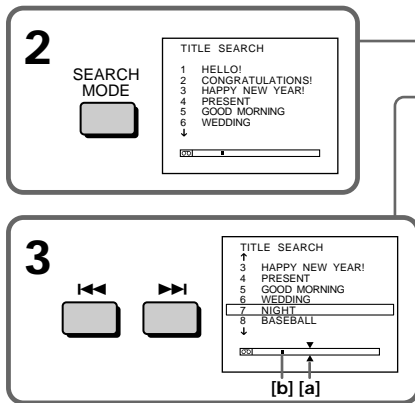 2
SEARCH
MODE
TITLE SEARCH
1 HELLO!
2 CONGRATULATIONS!
3 HAPPY NEW YEAR!
4 PRESENT
5 GOOD MORNING
6 WEDDING
↓
3
TITLE SEARCH
↑
3 HAPPY NEW YEAR!
4 PRESENT
5 GOOD MORNING
6 WEDDING
7 NIGHT
8 BASEBALL
↓
[b] [a]